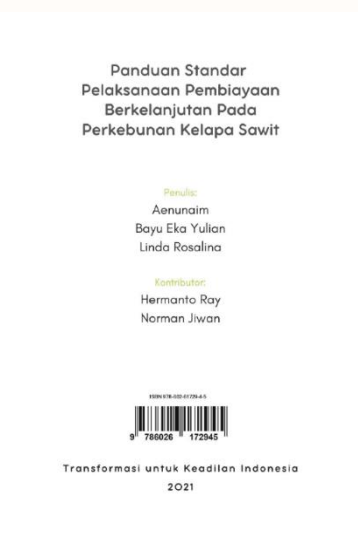 Panduan Standar
Pelaksanaan Pembiayaan
Berkelanjutan Pada
Perkebunan Kelapa Sawit
Penulis:
Aenunaim
Bayu Eka Yulian
Linda Rosalina
Kontributor:
Hermanto Ray
Norman Jiwan
9 786026 172945
Transformasi untuk Keadilan Indonesia
2021